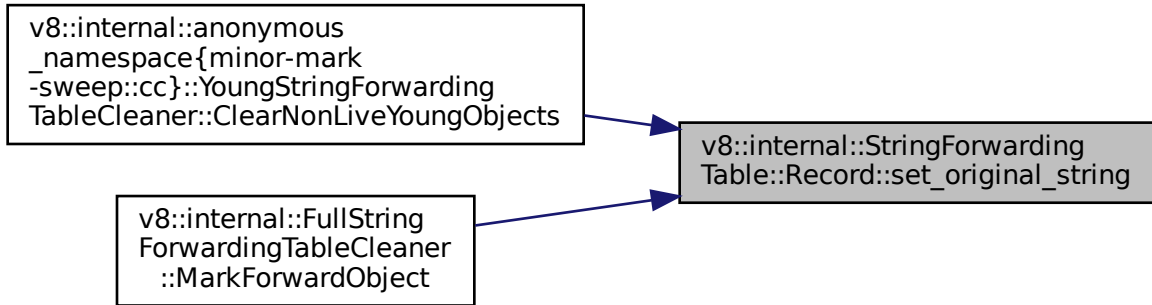 v8::internal::anonymous
_namespace{minor-mark
-sweep::cc}::YoungStringForwarding
TableCleaner::ClearNonLiveYoungObjects
v8::internal::StringForwarding
Table::Record::set_original_string
v8::internal::FullString
ForwardingTableCleaner
::MarkForwardObject